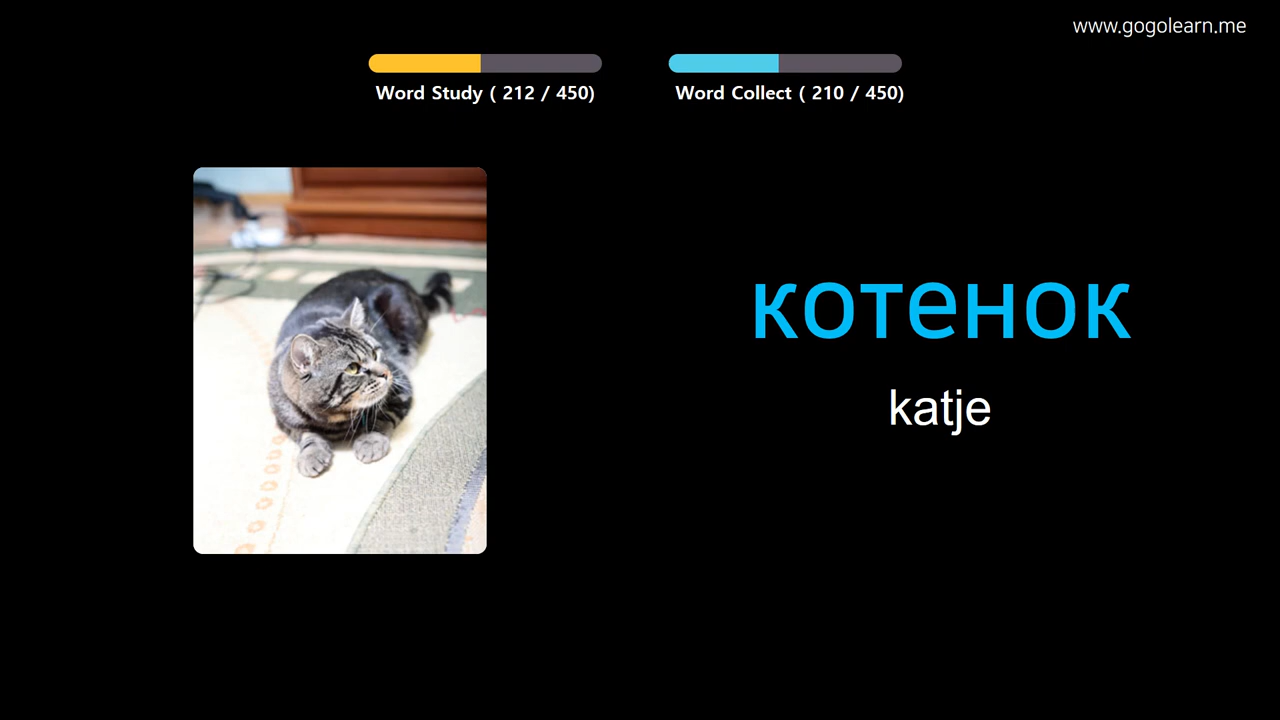 www.gogolearn.me
Word Study ( 212 / 450)
Word Collect ( 210 / 450)
котенок
katje